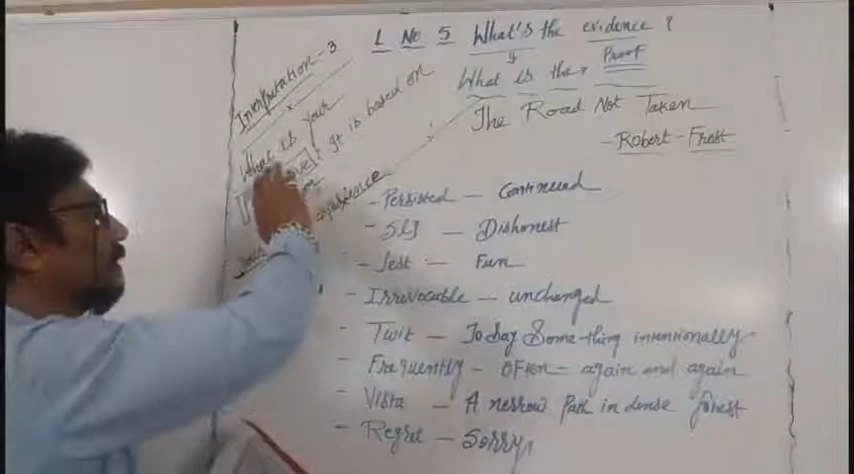 L No 5 What's the evidence ?
What is the → Proof
The Road Not Taken
- Robert - Frost
- Persisted - Continued
- Sly - Dishonest
- Jest - Fun
- Irrevocable - unchanged
- Twit - To say Something intentionally
- Frequently - Often - again and again
- Vista - A nerrow Path in dense forest
- Regret - Sorry
Interputation - 3
What is your
? It is based on
experience